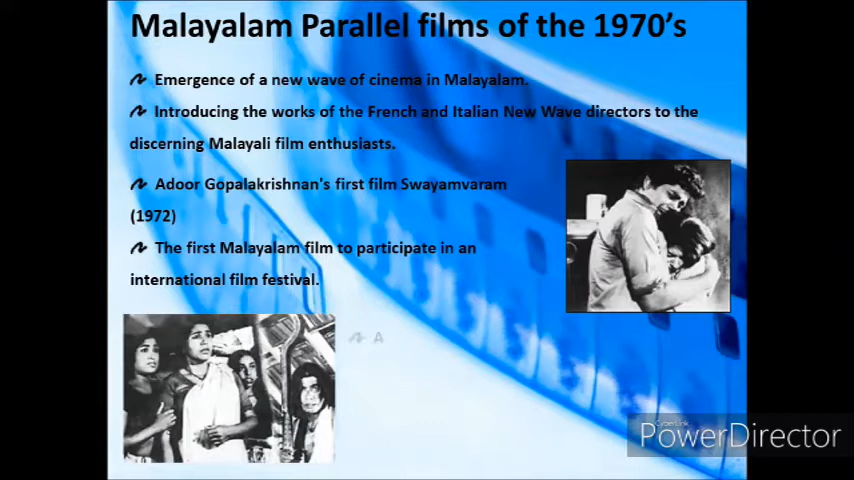 Malayalam Parallel films of the 1970's
Emergence of a new wave of cinema in Malayalam.
Introducing the works of the French and Italian New Wave directors to the
discerning Malayali film enthusiasts.
Adoor Gopalakrishnan's first film Swayamvaram
(1972)
The first Malayalam film to participate in an
international film festival.
A
CyberLink
PowerDirector